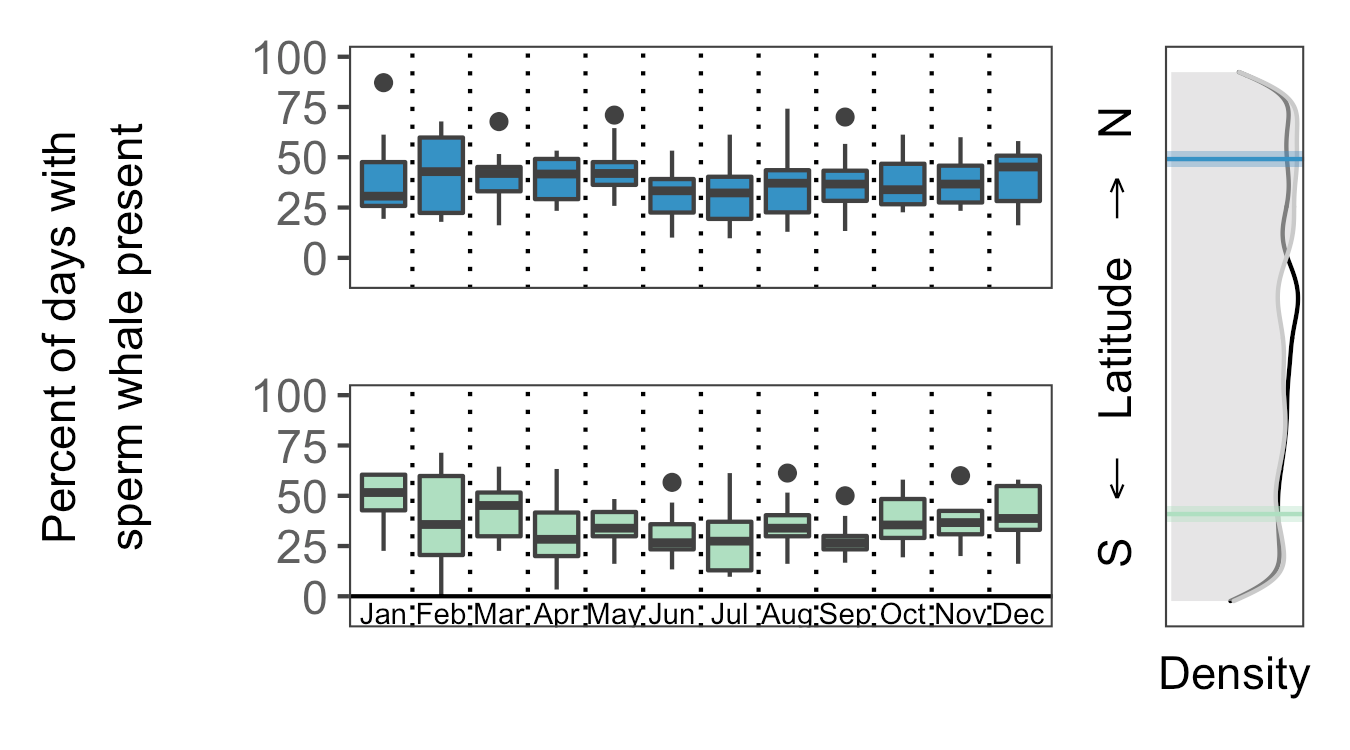 Percent of days with
sperm whale present
100
75
50
25
0
100
75
50
25
0
Jan Feb Mar Apr May Jun Jul Aug Sep Oct Nov Dec
S ← Latitude → N
Density